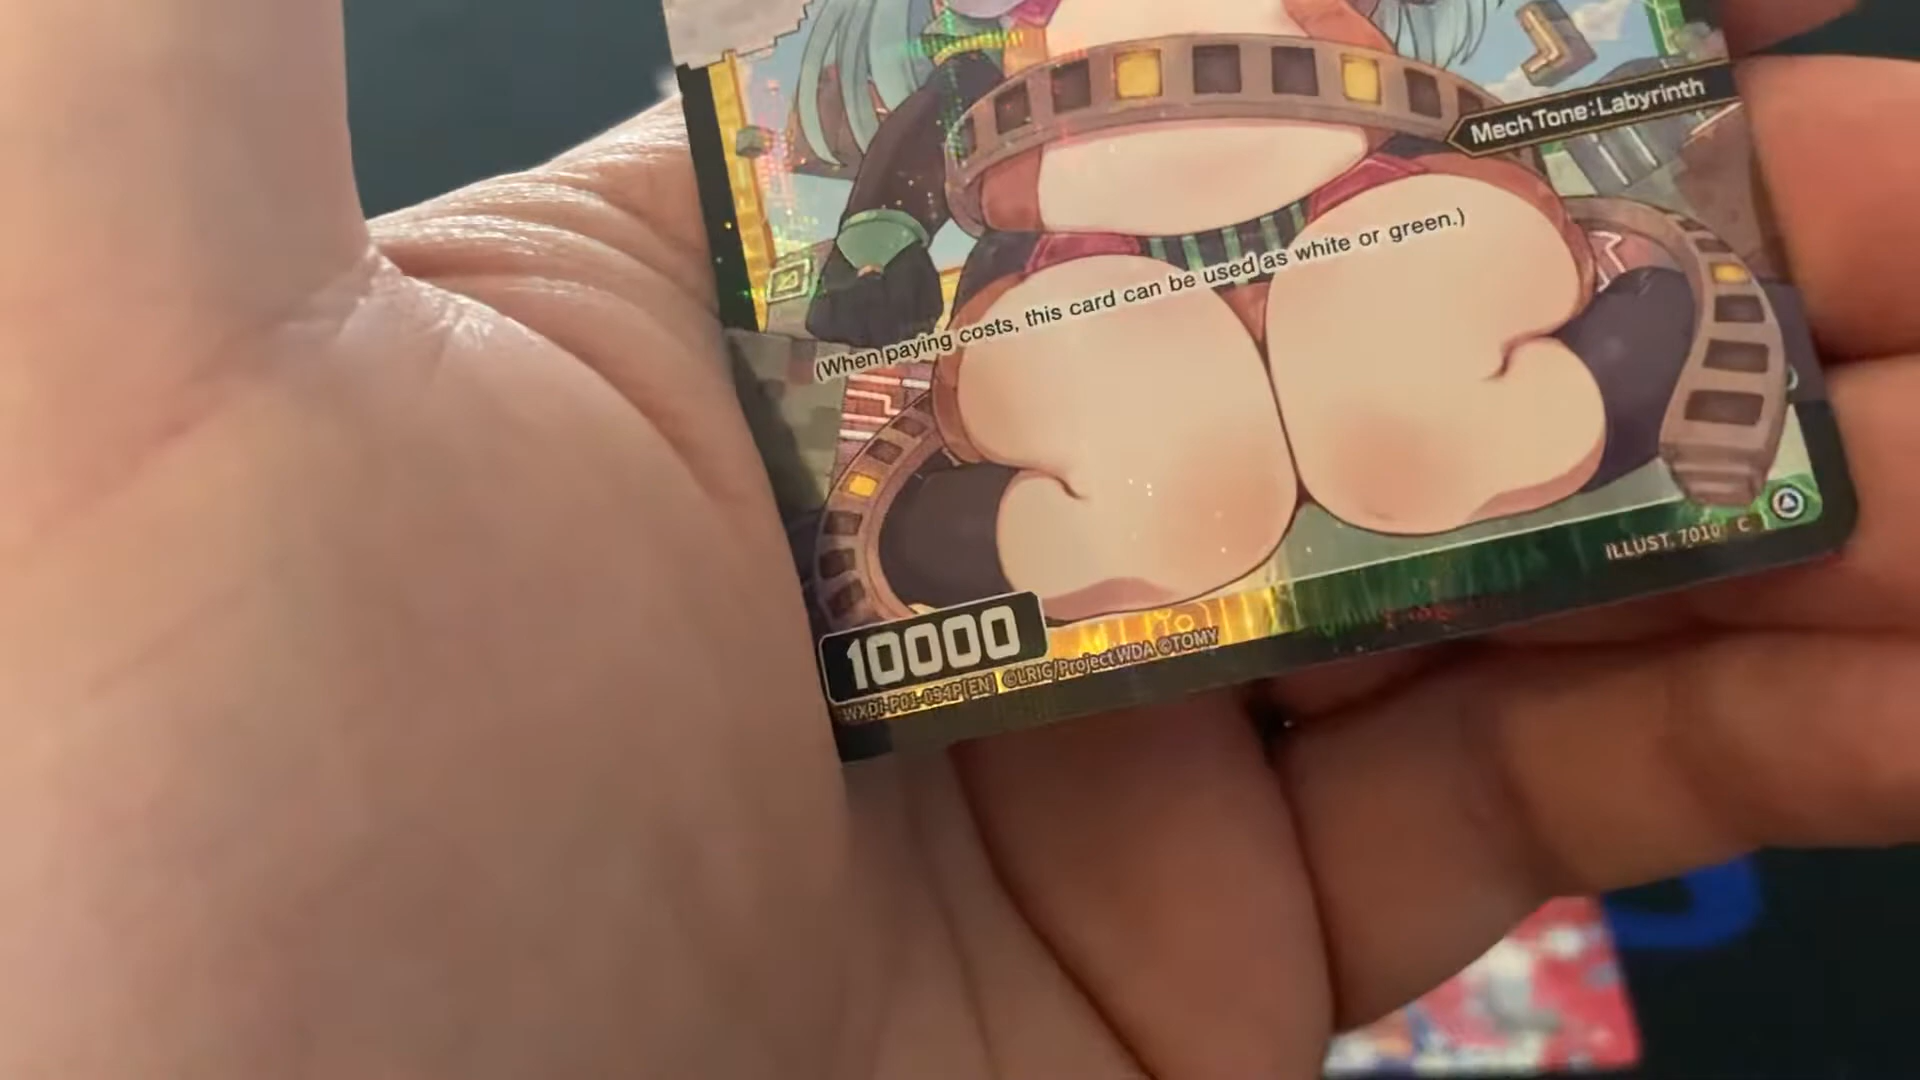 MechTone:Labyrinth
(When paying costs, this card can be used as white or green.)
ILLUST. 7010 C
10000
WXDi-P01-094P[EN] ©LRIG/Project WDA ©TOMY